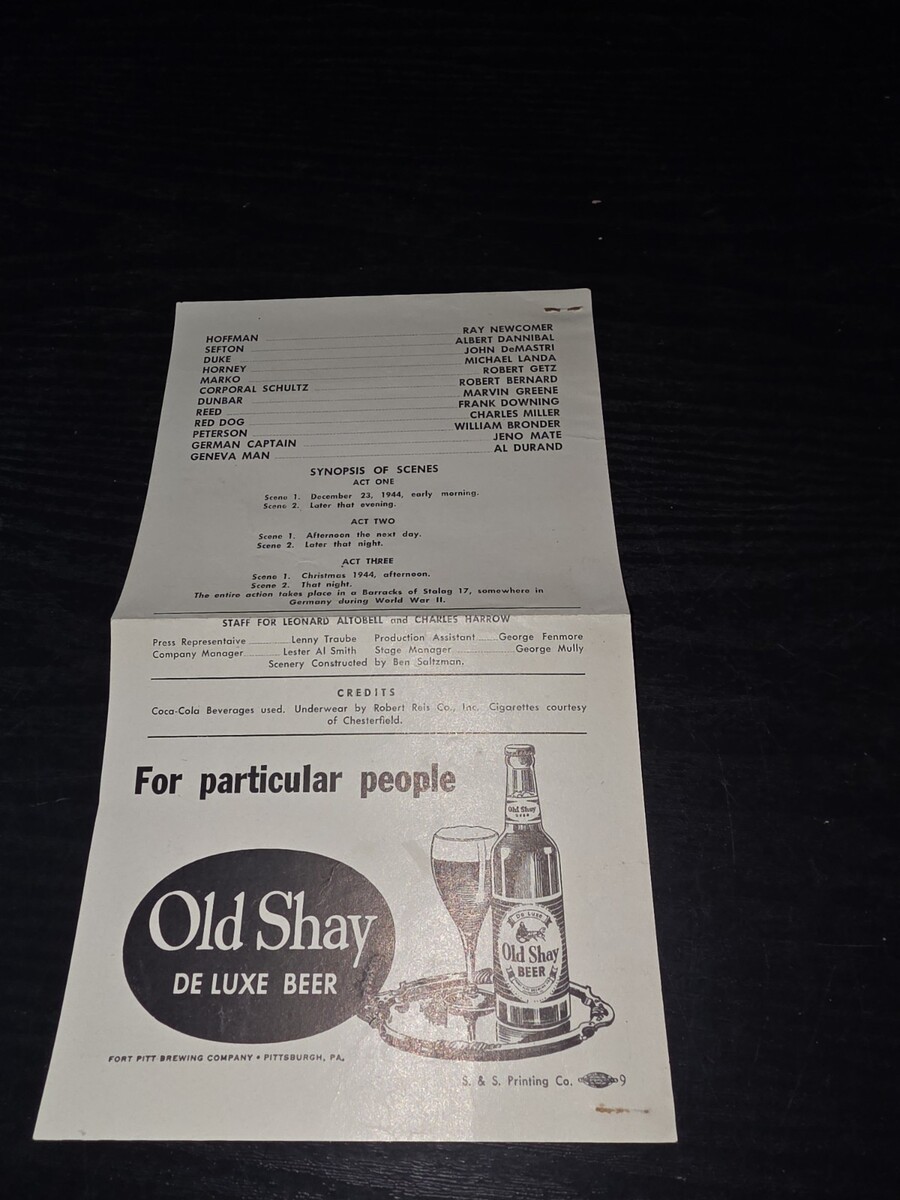 HOFFMAN RAY NEWCOMER
SEFTON ALBERT DANNIBAL
DUKE JOHN DeMASTRI
HORNEY MICHAEL LANDA
MARKO ROBERT GETZ
CORPORAL SCHULTZ ROBERT BERNARD
DUNBAR MARVIN GREENE
REED FRANK DOWNING
RED DOG CHARLES MILLER
PETERSON WILLIAM BRONDER
GERMAN CAPTAIN JENO MATE
GENEVA MAN AL DURAND
SYNOPSIS OF SCENES
ACT ONE
Scene 1. December 23, 1944, early morning.
Scene 2. Later that evening.
ACT TWO
Scene 1. Afternoon the next day.
Scene 2. Later that night.
ACT THREE
Scene 1. Christmas 1944, afternoon.
Scene 2. That night.
The entire action takes place in a Barracks of Stalag 17, somewhere in
Germany during World War II.
STAFF FOR LEONARD ALTOBELL and CHARLES HARROW
Press Representaive Lenny Traube Production Assistant George Fenmore
Company Manager Lester Al Smith Stage Manager George Mully
Scenery Constructed by Ben Saltzman.
CREDITS
Coca-Cola Beverages used. Underwear by Robert Reis Co., Inc. Cigarettes courtesy
of Chesterfield.
For particular people
Old Shay
DE LUXE BEER
Old Shay
BEER
DE LUXE
Old Shay
BEER
FORT PITT BREWING COMPANY • PITTSBURGH, PA.
S. & S. Printing Co. 9